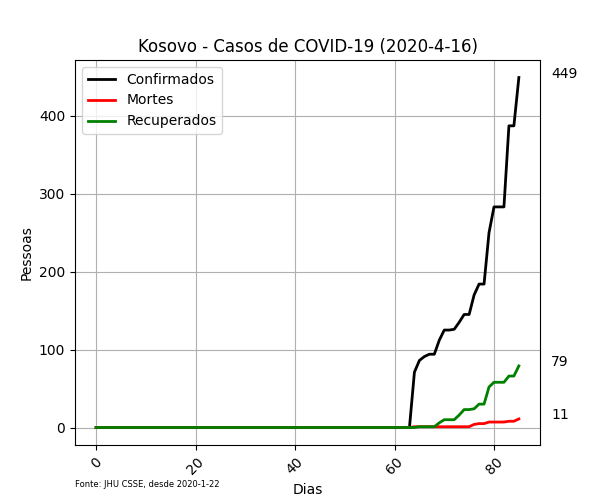 Kosovo - Casos de COVID-19 (2020-4-16)
Confirmados
Mortes
Recuperados
449
79
11
400
300
200
100
0
Pessoas
0
20
40
60
80
Dias
Fonte: JHU CSSE, desde 2020-1-22